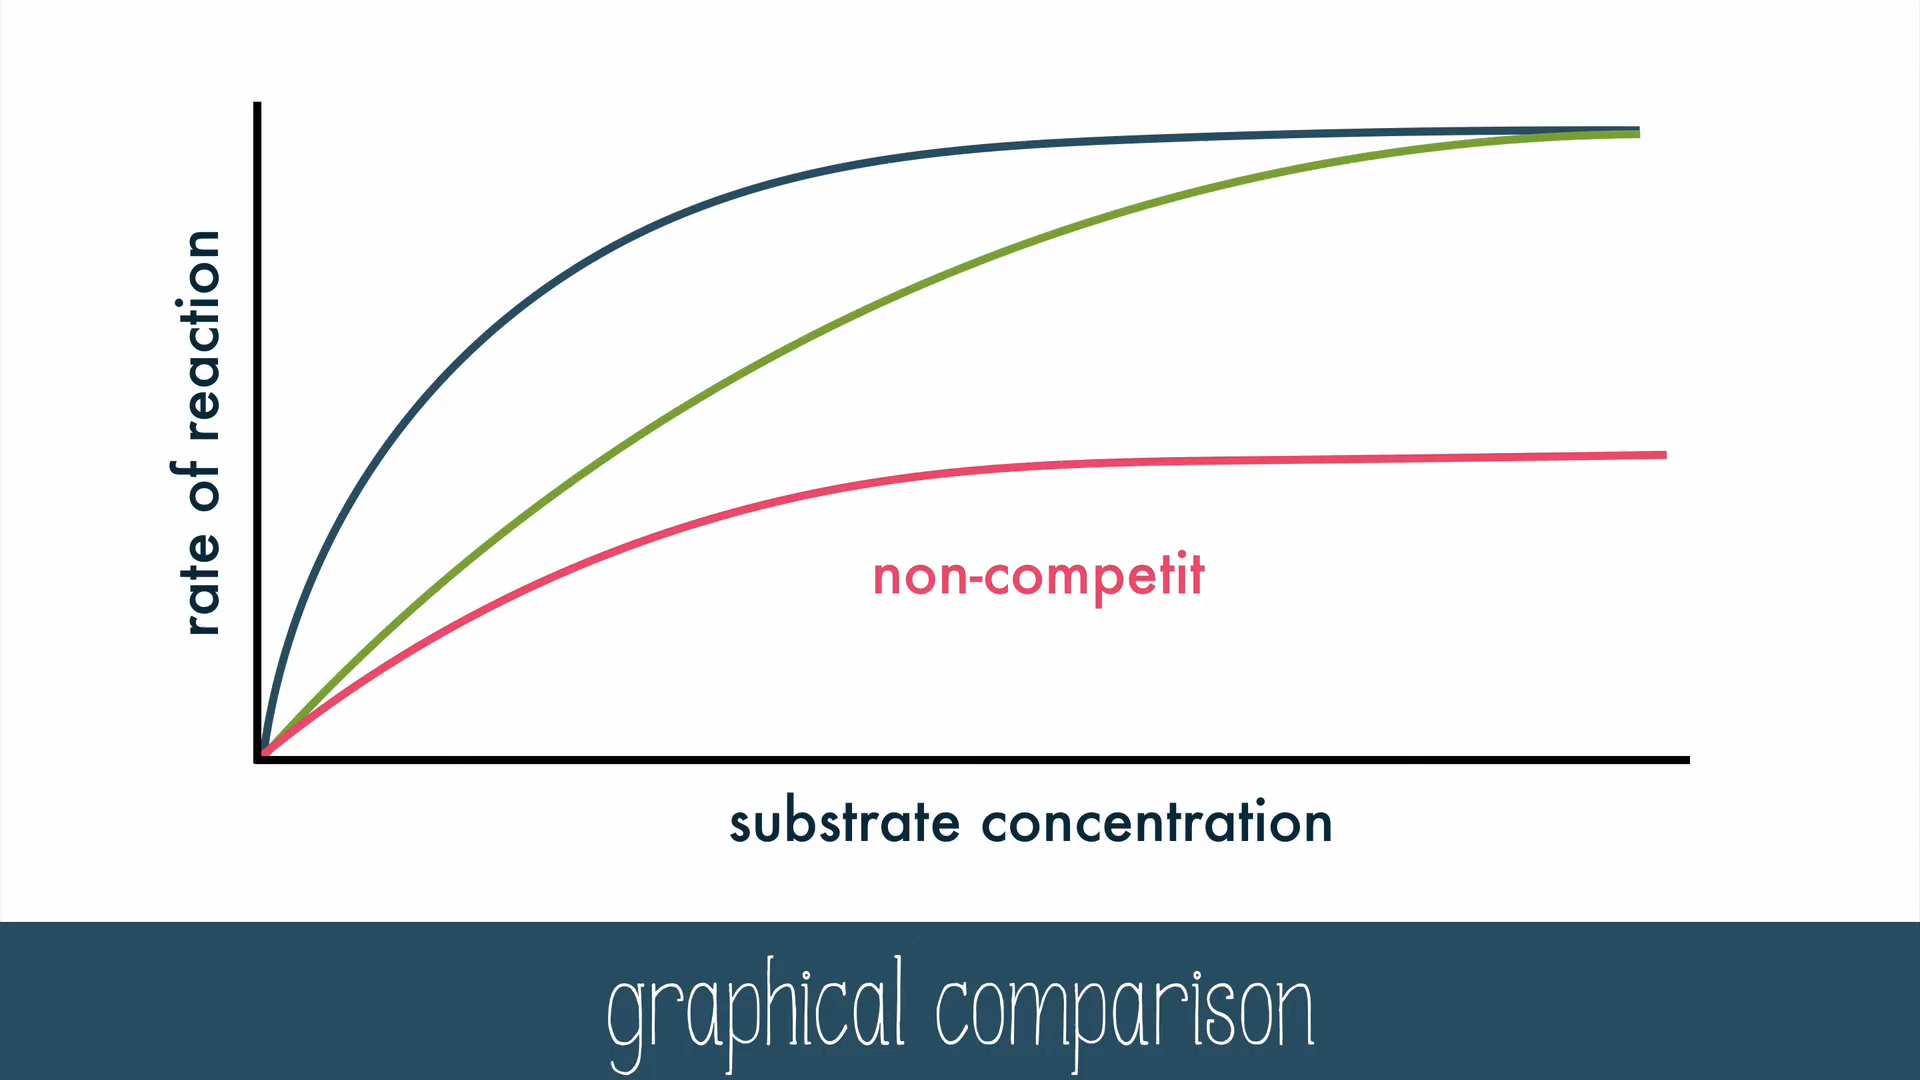 rate of reaction
non-competit
substrate concentration
graphical comparison